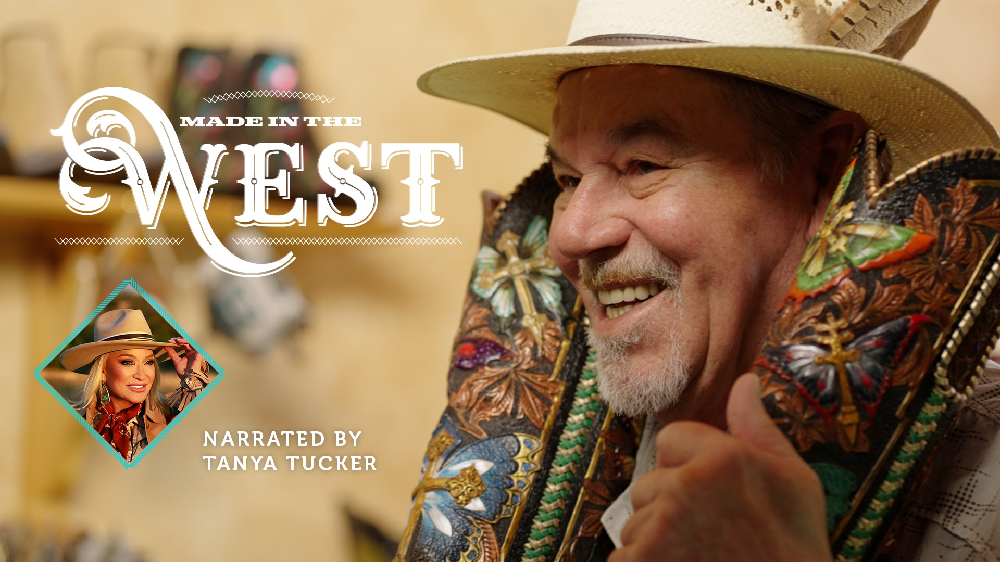 MADE IN THE
WEST
NARRATED BY
TANYA TUCKER